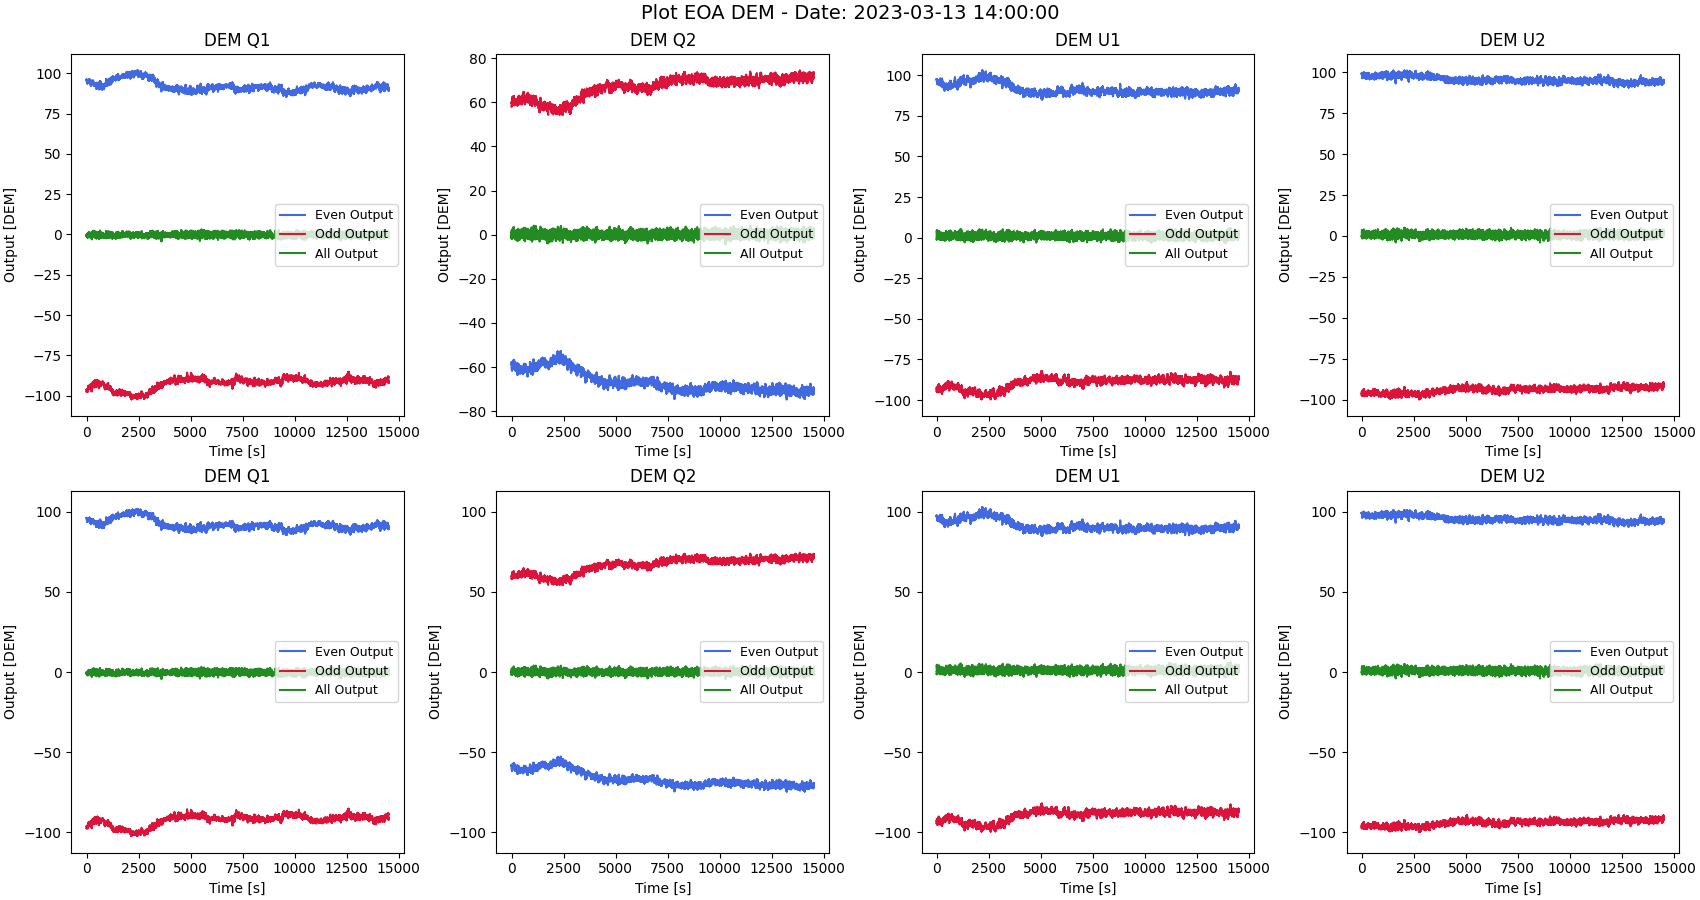 Plot EOA DEM - Date: 2023-03-13 14:00:00
DEM Q1
Output [DEM]
100
75
50
25
0
−25
−50
−75
−100
Even Output
Odd Output
All Output
0 2500 5000 7500 10000 12500 15000
Time [s]
DEM Q2
Output [DEM]
80
60
40
20
0
−20
−40
−60
−80
Even Output
Odd Output
All Output
0 2500 5000 7500 10000 12500 15000
Time [s]
DEM U1
Output [DEM]
100
75
50
25
0
−25
−50
−75
−100
Even Output
Odd Output
All Output
0 2500 5000 7500 10000 12500 15000
Time [s]
DEM U2
Output [DEM]
100
75
50
25
0
−25
−50
−75
−100
Even Output
Odd Output
All Output
0 2500 5000 7500 10000 12500 15000
Time [s]
DEM Q1
Output [DEM]
100
50
0
−50
−100
Even Output
Odd Output
All Output
0 2500 5000 7500 10000 12500 15000
Time [s]
DEM Q2
Output [DEM]
100
50
0
−50
−100
Even Output
Odd Output
All Output
0 2500 5000 7500 10000 12500 15000
Time [s]
DEM U1
Output [DEM]
100
50
0
−50
−100
Even Output
Odd Output
All Output
0 2500 5000 7500 10000 12500 15000
Time [s]
DEM U2
Output [DEM]
100
50
0
−50
−100
Even Output
Odd Output
All Output
0 2500 5000 7500 10000 12500 15000
Time [s]